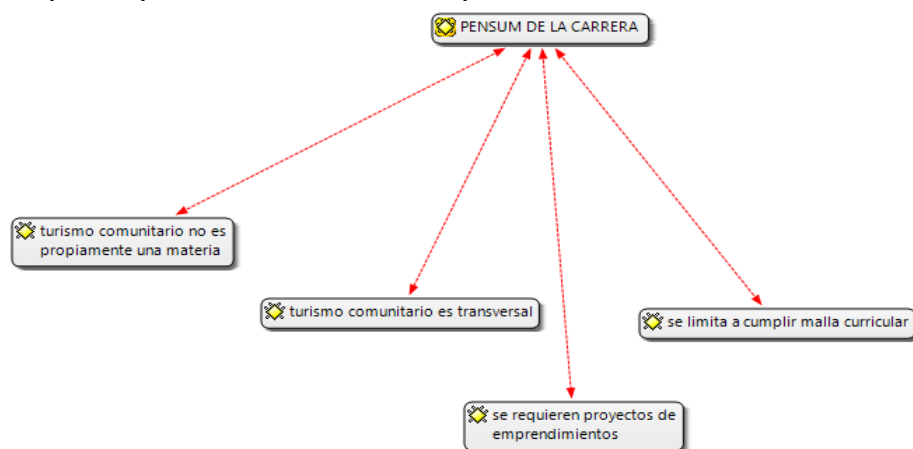 PENSUM DE LA CARRERA
turismo comunitario no es
propiamente una materia
turismo comunitario es transversal
se limita a cumplir malla curricular
se requieren proyectos de
emprendimientos